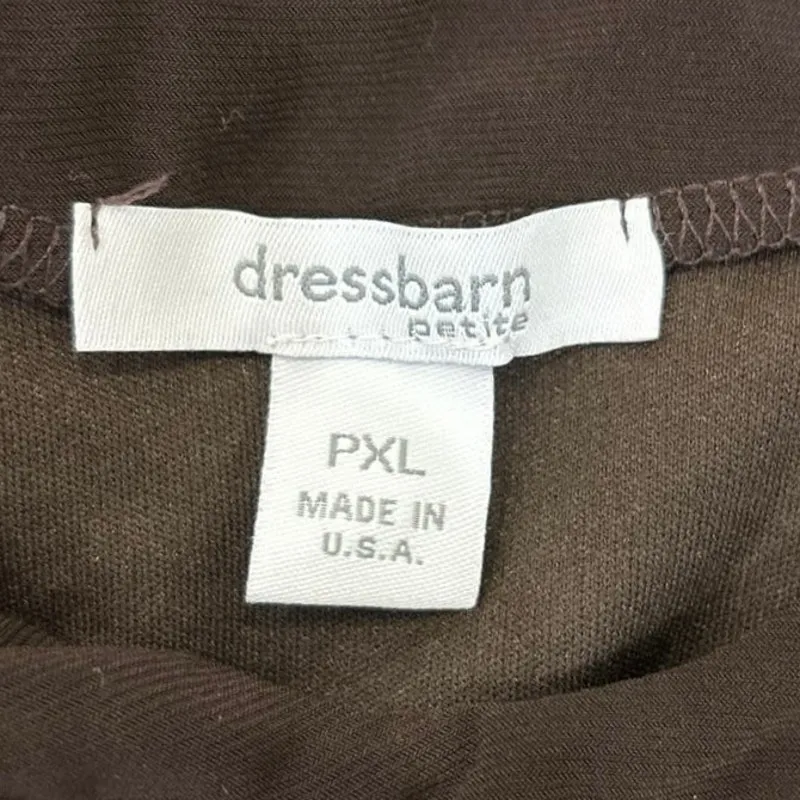 dressbarn
petite
PXL
MADE IN
U.S.A.